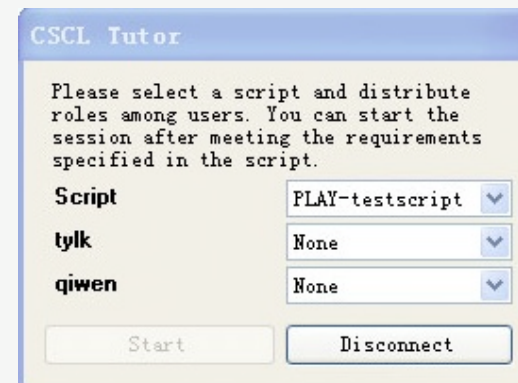 CSCL Tutor
Please select a script and distribute
roles among users. You can start the
session after meeting the requirements
specified in the script.
Script PLAY-testscript
tylk None
qiwen None
Start Disconnect